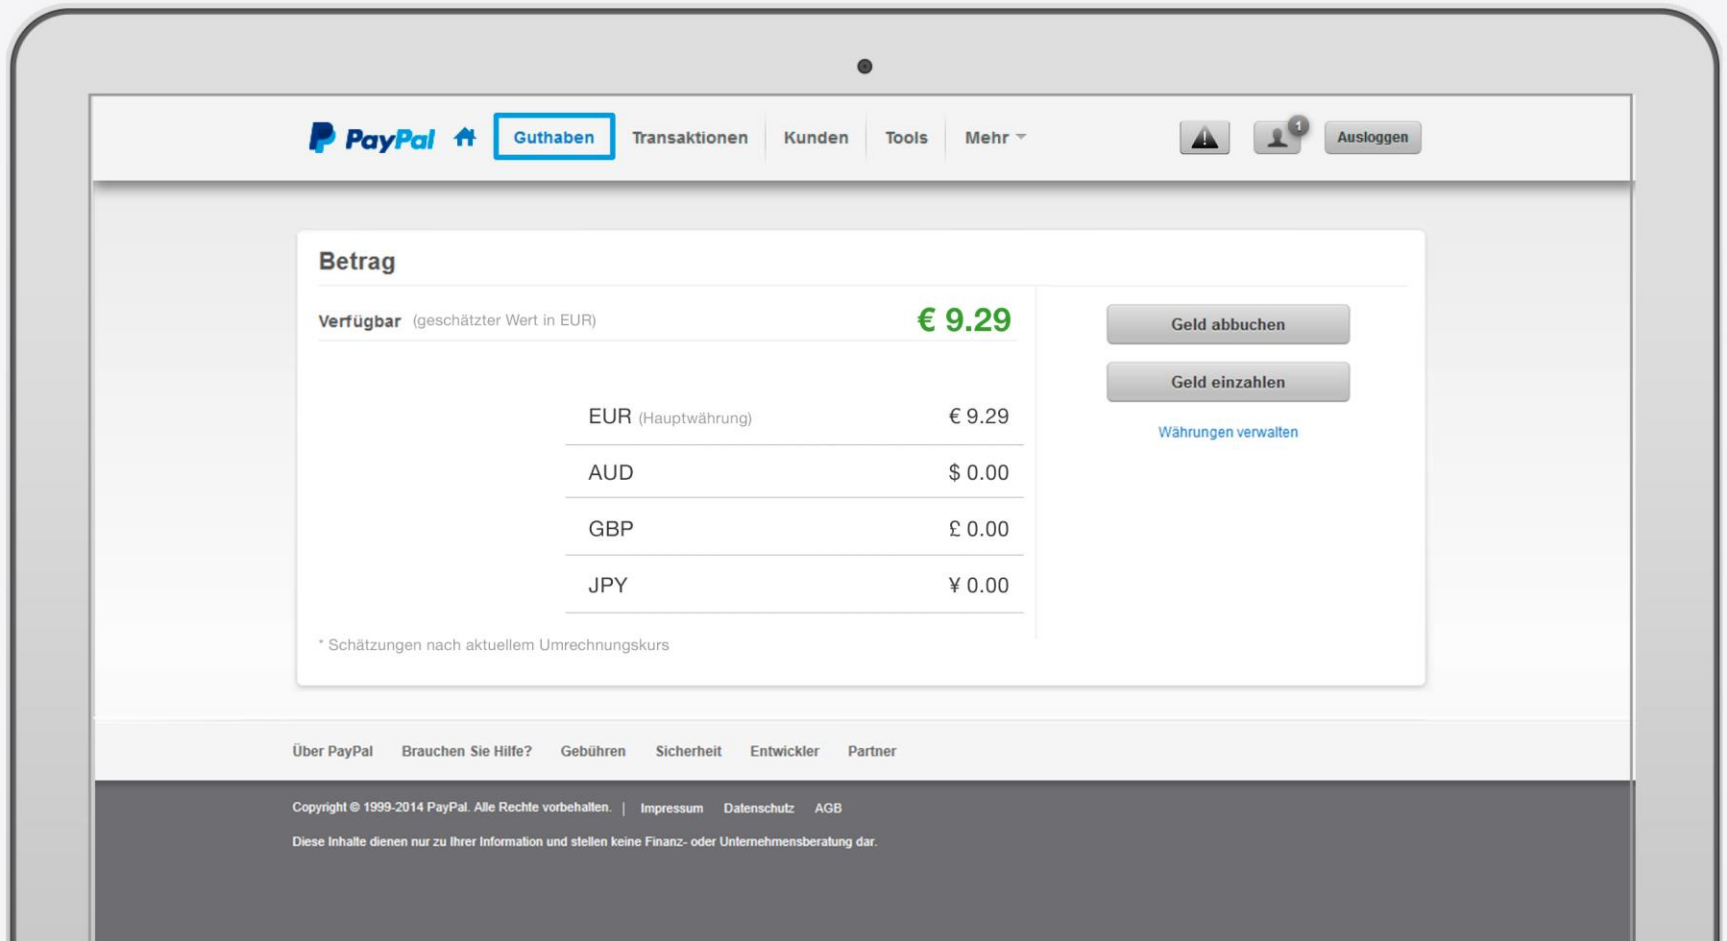 PayPal Guthaben Transaktionen Kunden Tools Mehr 1 Ausloggen
Betrag
Verfügbar (geschätzter Wert in EUR) € 9.29
Geld abbuchen
Geld einzahlen
Währungen verwalten
EUR (Hauptwährung) € 9.29
AUD $ 0.00
GBP £ 0.00
JPY ¥ 0.00
* Schätzungen nach aktuellem Umrechnungskurs
Über PayPal Brauchen Sie Hilfe? Gebühren Sicherheit Entwickler Partner
Copyright © 1999-2014 PayPal. Alle Rechte vorbehalten. | Impressum Datenschutz AGB
Diese Inhalte dienen nur zu Ihrer Information und stellen keine Finanz- oder Unternehmensberatung dar.